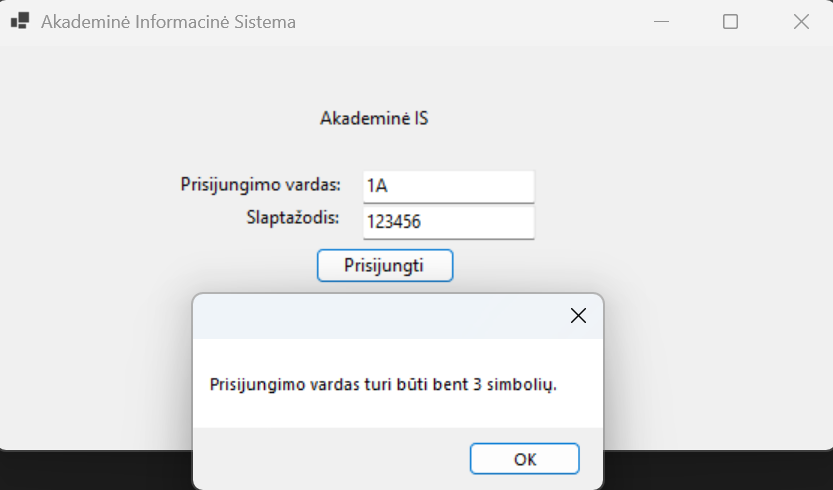 Akademinė Informacinė Sistema
Akademinė IS
Prisijungimo vardas: 1A
Slaptažodis: 123456
Prisijungti
Prisijungimo vardas turi būti bent 3 simbolių.
OK